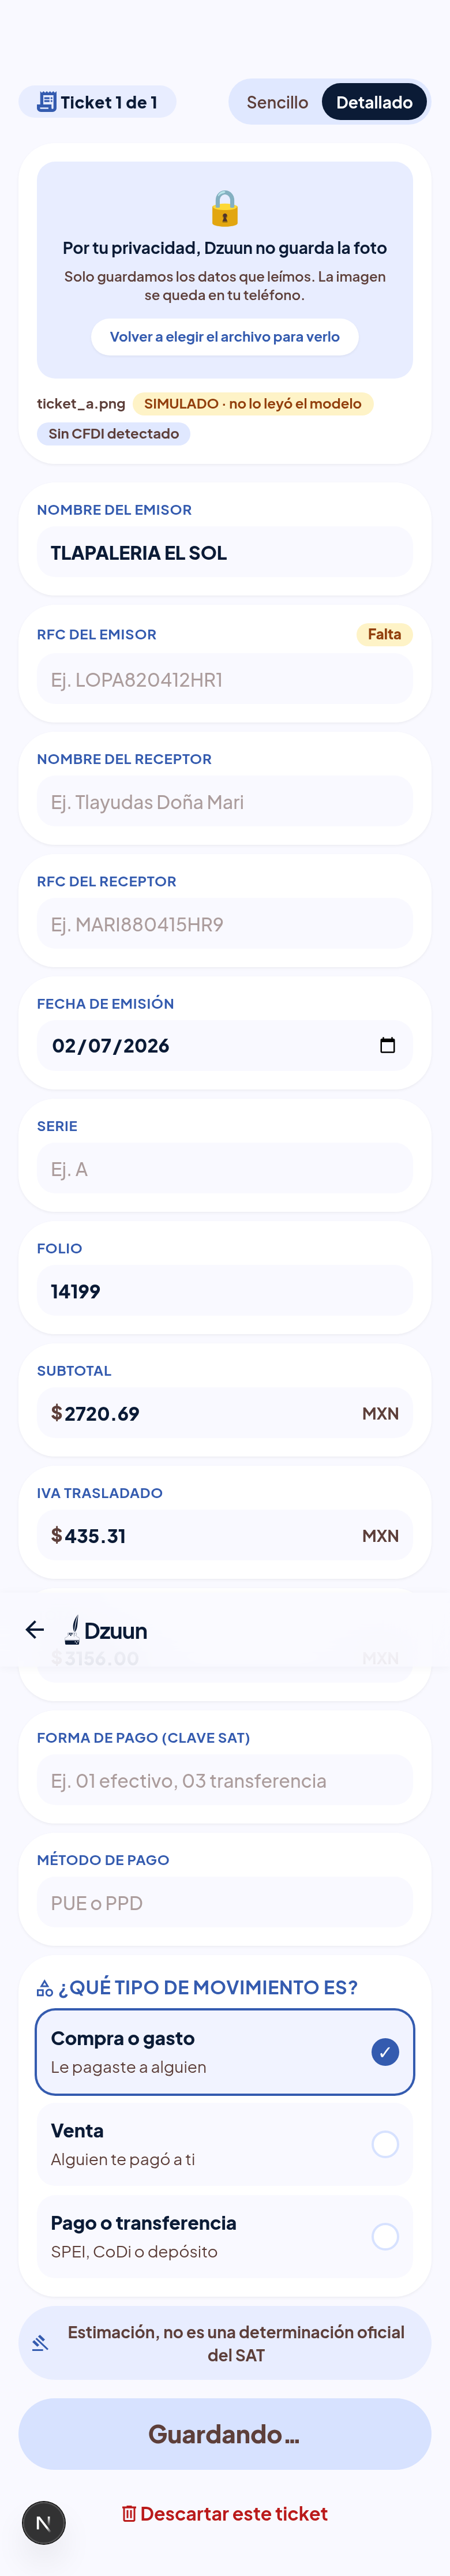 Ticket 1 de 1
Sencillo
Detallado
Por tu privacidad, Dzuun no guarda la foto
Solo guardamos los datos que leímos. La imagen
se queda en tu teléfono.
Volver a elegir el archivo para verlo
ticket_a.png
SIMULADO · no lo leyó el modelo
Sin CFDI detectado
NOMBRE DEL EMISOR
TLAPALERIA EL SOL
RFC DEL EMISOR
Falta
Ej. LOPA820412HR1
NOMBRE DEL RECEPTOR
Ej. Tlayudas Doña Mari
RFC DEL RECEPTOR
Ej. MARI880415HR9
FECHA DE EMISIÓN
02/07/2026
SERIE
Ej. A
FOLIO
14199
SUBTOTAL
$2720.69
MXN
IVA TRASLADADO
$435.31
MXN
Dzuun
$3156.00
MXN
FORMA DE PAGO (CLAVE SAT)
Ej. 01 efectivo, 03 transferencia
MÉTODO DE PAGO
PUE o PPD
¿QUÉ TIPO DE MOVIMIENTO ES?
Compra o gasto
Le pagaste a alguien
Venta
Alguien te pagó a ti
Pago o transferencia
SPEI, CoDi o depósito
Estimación, no es una determinación oficial
del SAT
Guardando…
N
Descartar este ticket